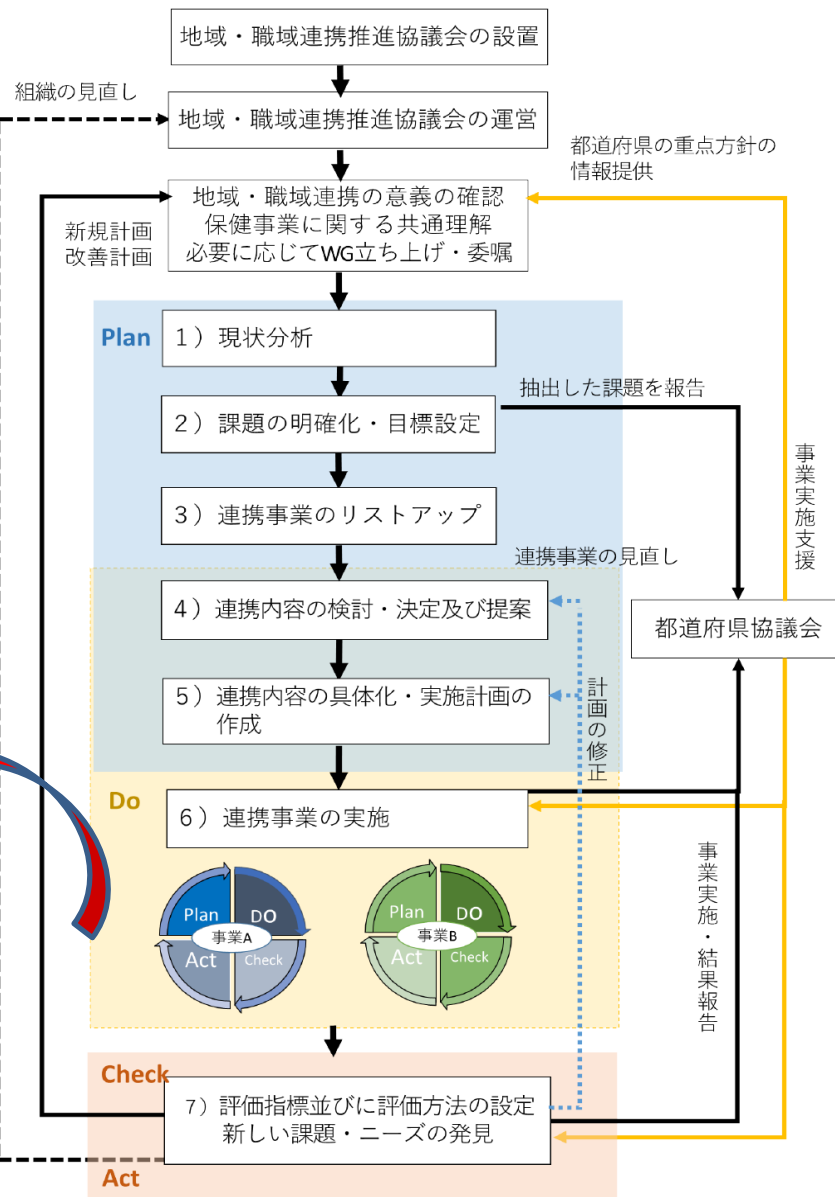 地域・職域連携推進協議会の設置
組織の見直し
地域・職域連携推進協議会の運営
都道府県の重点方針の
情報提供
地域・職域連携の意義の確認
保健事業に関する共通理解
必要に応じてWG立ち上げ・委嘱
新規計画
改善計画
Plan
1）現状分析
抽出した課題を報告
2）課題の明確化・目標設定
事業実施支援
3）連携事業のリストアップ
連携事業の見直し
4）連携内容の検討・決定及び提案
都道府県協議会
5）連携内容の具体化・実施計画の
作成
計画の修正
Do
6）連携事業の実施
事業実施・結果報告
Plan
DO
事業A
Act
Check
Plan
DO
事業B
Act
Check
Check
7）評価指標並びに評価方法の設定
新しい課題・ニーズの発見
Act